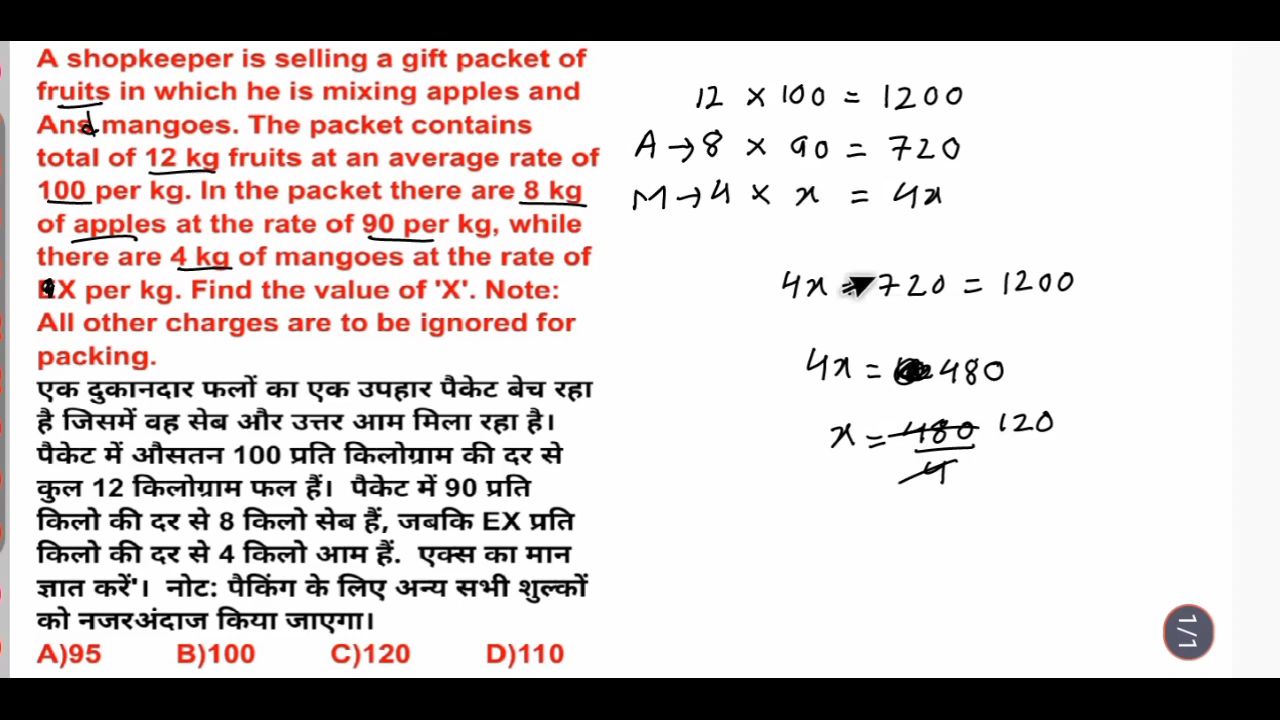 A shopkeeper is selling a gift packet of
fruits in which he is mixing apples and
And mangoes. The packet contains
total of 12 kg fruits at an average rate of
100 per kg. In the packet there are 8 kg
of apples at the rate of 90 per kg, while
there are 4 kg of mangoes at the rate of
X per kg. Find the value of 'X'. Note:
All other charges are to be ignored for
packing.
एक दुकानदार फलों का एक उपहार पैकेट बेच रहा
है जिसमें वह सेब और उत्तर आम मिला रहा है।
पैकेट में औसतन 100 प्रति किलोग्राम की दर से
कुल 12 किलोग्राम फल हैं। पैकेट में 90 प्रति
किलो की दर से 8 किलो सेब हैं, जबकि EX प्रति
किलो की दर से 4 किलो आम हैं. एक्स का मान
ज्ञात करें'। नोट: पैकिंग के लिए अन्य सभी शुल्कों
को नजरअंदाज किया जाएगा।
A)95 B)100 C)120 D)110
12 × 100 = 1200
A → 8 × 90 = 720
M → 4 × x = 4x
4x 720 = 1200
4x = 480
x = 480 120
4
1/1